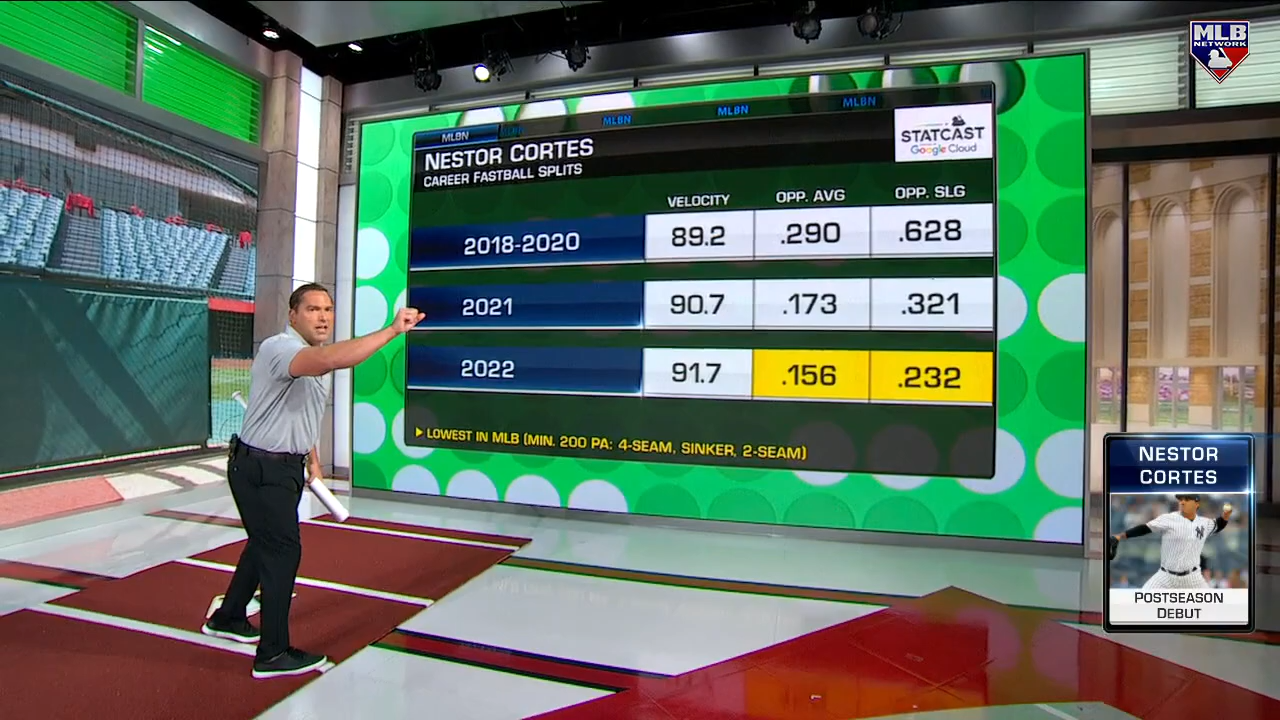 MLB
NETWORK
MLBN
MLBN
MLBN
MLBN
MLBN
NESTOR CORTES
CAREER FASTBALL SPLITS
STATCAST
Google Cloud
VELOCITY OPP. AVG OPP. SLG
2018-2020 89.2 .290 .628
2021 90.7 .173 .321
2022 91.7 .156 .232
LOWEST IN MLB (MIN. 200 PA: 4-SEAM, SINKER, 2-SEAM)
NESTOR
CORTES
POSTSEASON
DEBUT